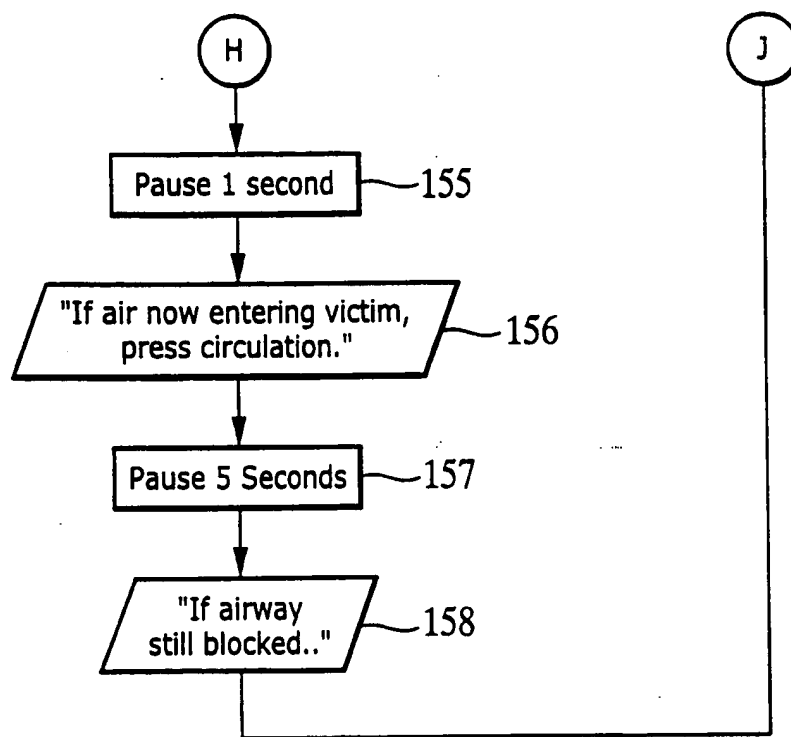 H
J
Pause 1 second
155
"If air now entering victim,
press circulation."
156
Pause 5 Seconds
157
"If airway
still blocked.."
158